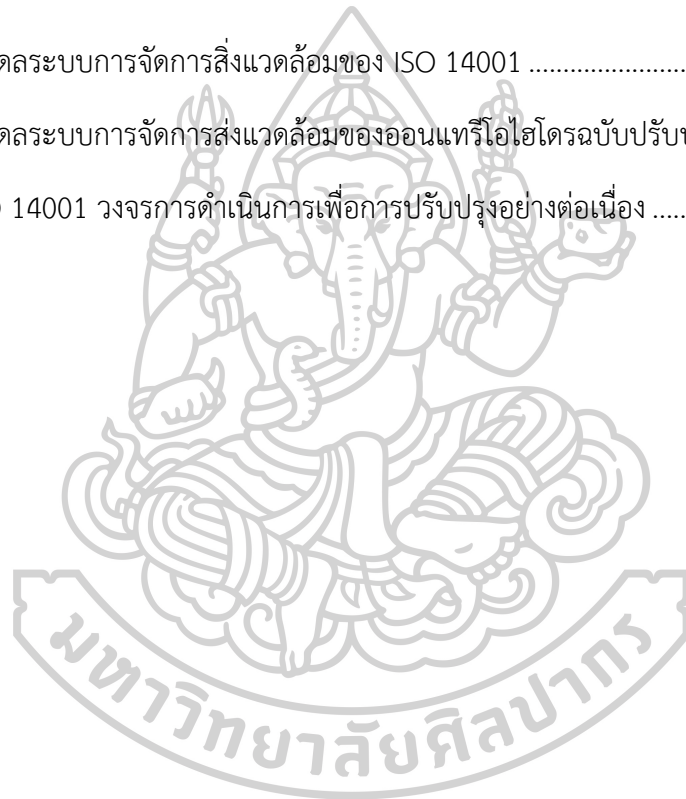 ดลระบบการจัดการสิ่งแวดล้อมของ ISO 14001 ......................
ดลระบบการจัดการส่งแวดล้อมของออนแทรีโอไฮโดรฉบับปรับ
14001 วงจรการดำเนินการเพื่อการปรับปรุงอย่างต่อเนื่อง .....
มหาวิทยาลัยศิลปากร